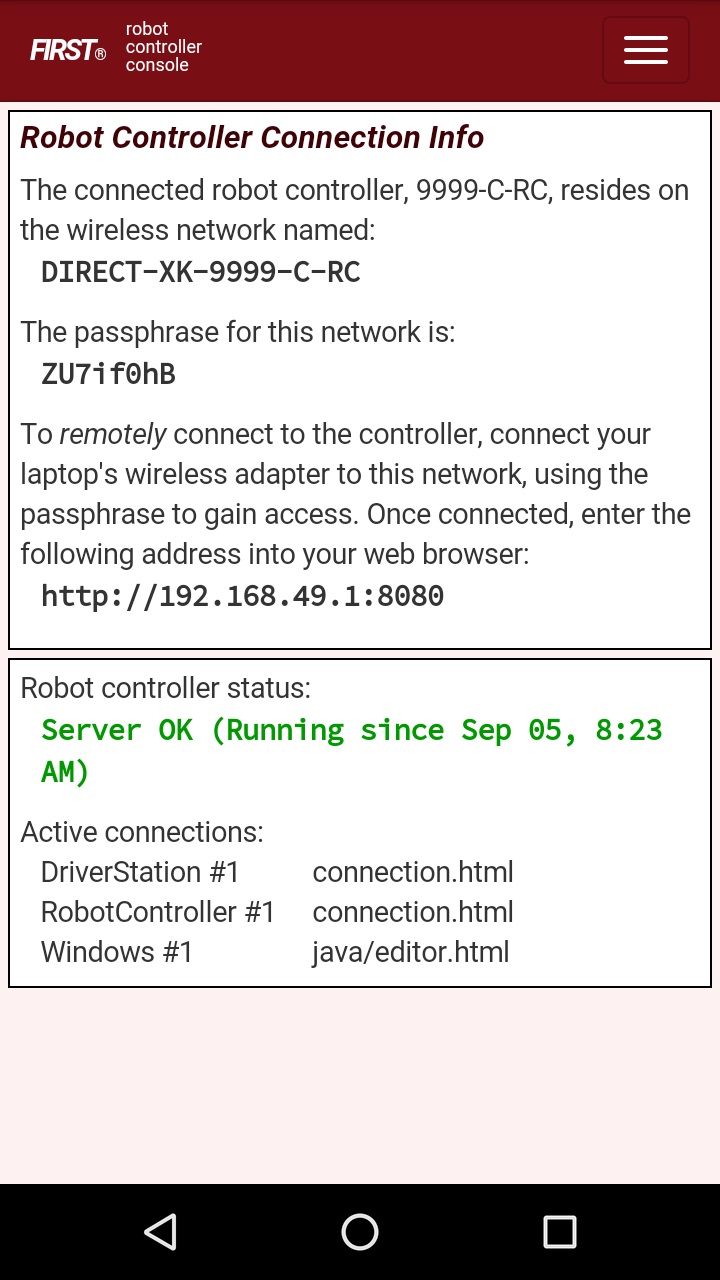 FIRST®
robot
controller
console
Robot Controller Connection Info
The connected robot controller, 9999-C-RC, resides on
the wireless network named:
DIRECT-XK-9999-C-RC
The passphrase for this network is:
ZU7if0hB
To remotely connect to the controller, connect your
laptop's wireless adapter to this network, using the
passphrase to gain access. Once connected, enter the
following address into your web browser:
http://192.168.49.1:8080
Robot controller status:
Server OK (Running since Sep 05, 8:23
AM)
Active connections:
DriverStation #1 connection.html
RobotController #1 connection.html
Windows #1 java/editor.html